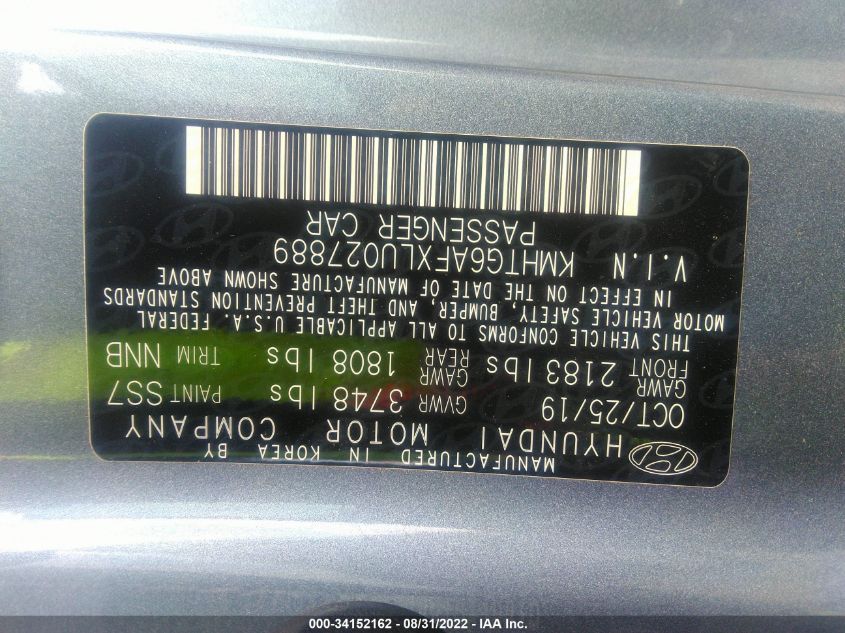 MANUFACTURED IN KOREA BY
HYUNDAI MOTOR COMPANY
OCT/25/19 GVWR 3748 lbs PAINT SS7
GAWR FRONT 2183 lbs GAWR REAR 1808 lbs TRIM NNB
THIS VEHICLE CONFORMS TO ALL APPLICABLE U.S.A. FEDERAL
MOTOR VEHICLE SAFETY, BUMPER, AND THEFT PREVENTION STANDARDS
IN EFFECT ON THE DATE OF MANUFACTURE SHOWN ABOVE
V.I.N KMHTG6AFXLU027889
PASSENGER CAR
000-34152162 - 08/31/2022 - IAA Inc.